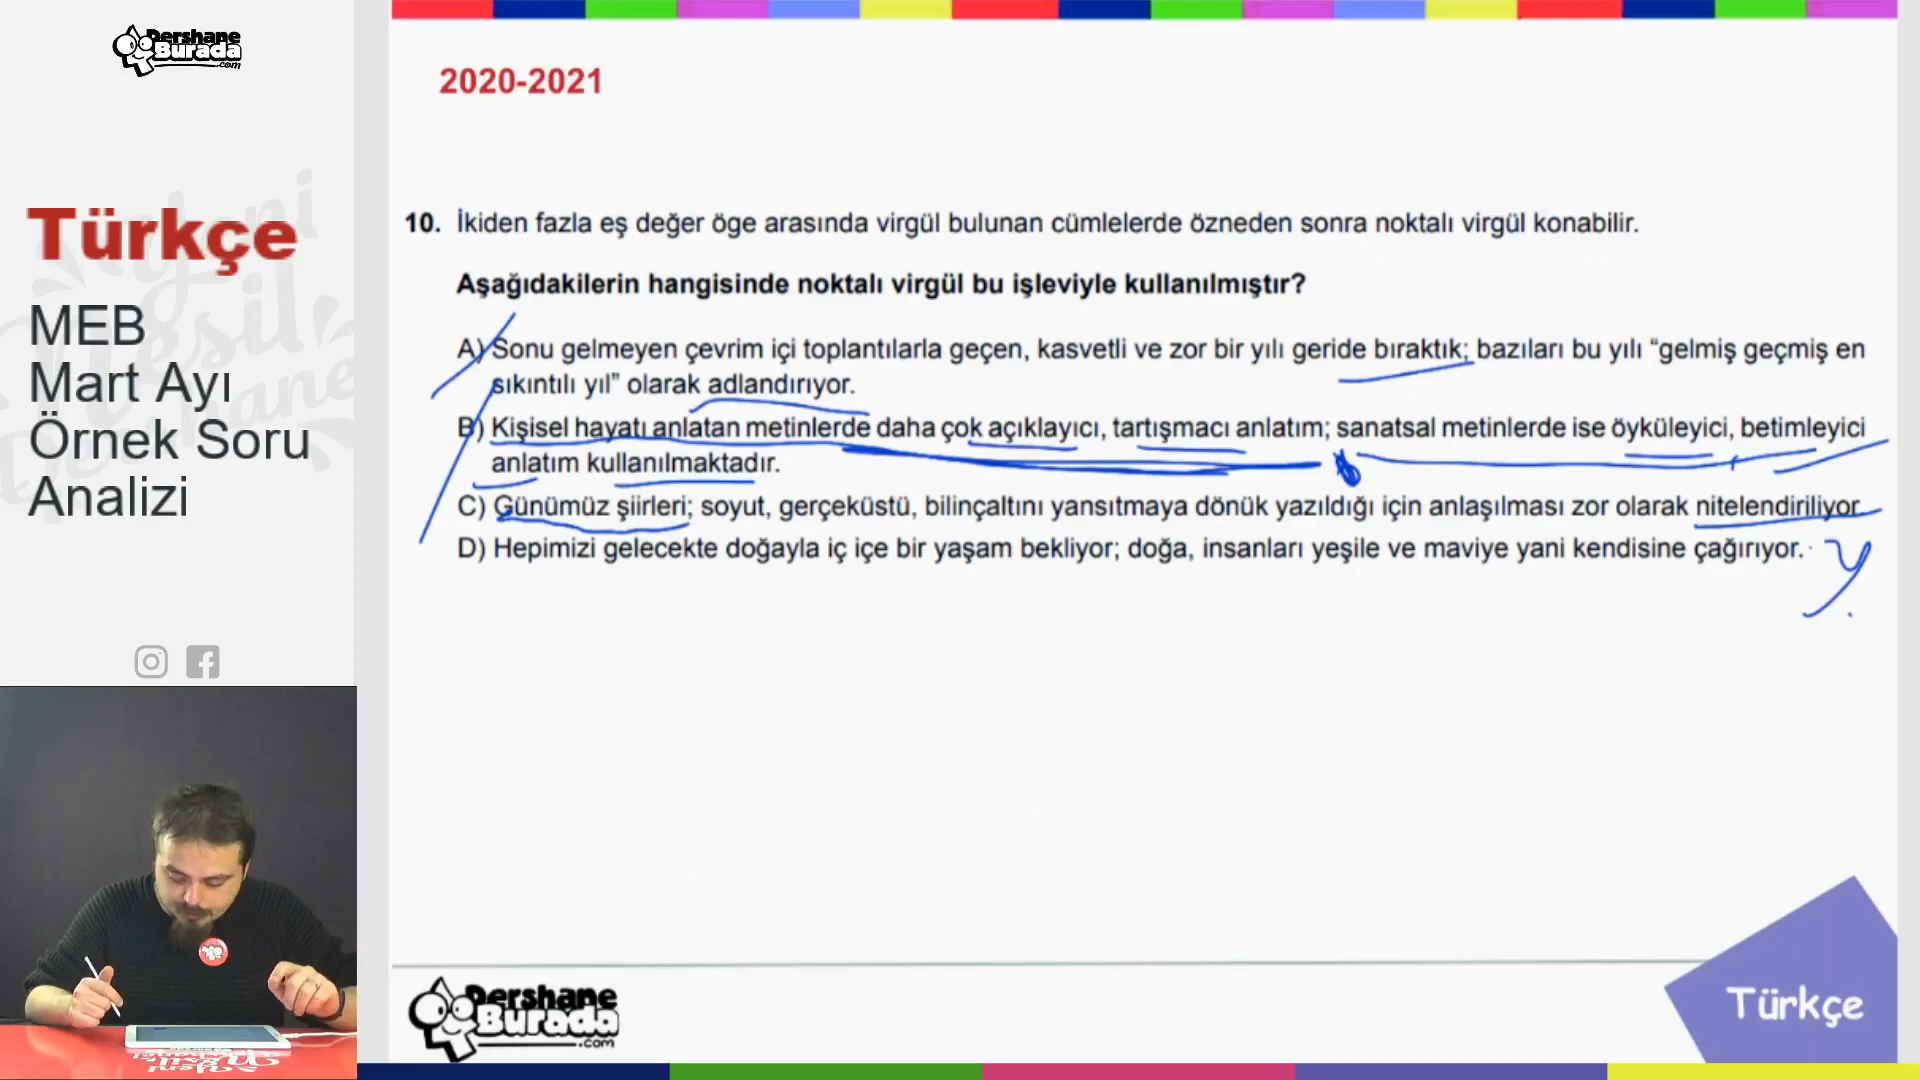 Dershane
Burada
.com
2020-2021
Türkçe
MEB
Mart Ayı
Örnek Soru
Analizi
10. İkiden fazla eş değer öge arasında virgül bulunan cümlelerde özneden sonra noktalı virgül konabilir.
Aşağıdakilerin hangisinde noktalı virgül bu işleviyle kullanılmıştır?
A) Sonu gelmeyen çevrim içi toplantılarla geçen, kasvetli ve zor bir yılı geride bıraktık; bazıları bu yılı “gelmiş geçmiş en
sıkıntılı yıl” olarak adlandırıyor.
B) Kişisel hayatı anlatan metinlerde daha çok açıklayıcı, tartışmacı anlatım; sanatsal metinlerde ise öyküleyici, betimleyici
anlatım kullanılmaktadır.
C) Günümüz şiirleri; soyut, gerçeküstü, bilinçaltını yansıtmaya dönük yazıldığı için anlaşılması zor olarak nitelendiriliyor
D) Hepimizi gelecekte doğayla iç içe bir yaşam bekliyor; doğa, insanları yeşile ve maviye yani kendisine çağırıyor.
y
Dershane
Burada
.com
Türkçe